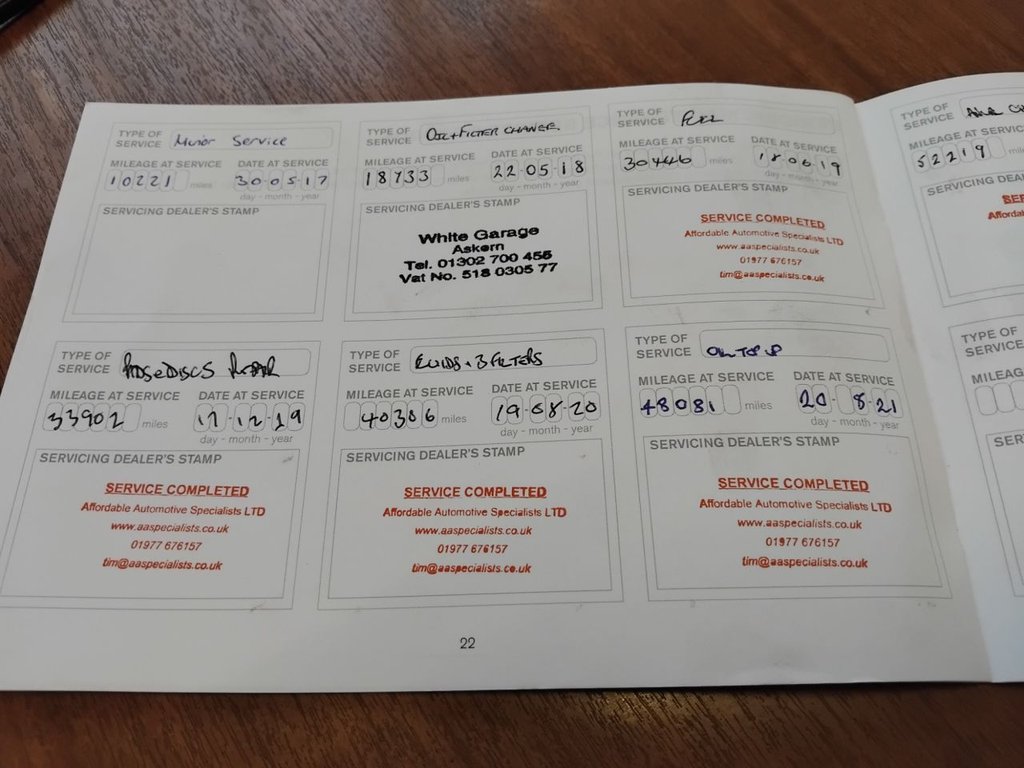 TYPE OF SERVICE Minor Service
MILEAGE AT SERVICE DATE AT SERVICE
10221 miles 30-05-17
day - month - year
SERVICING DEALER'S STAMP
TYPE OF SERVICE OIL+FILTER CHANGE
MILEAGE AT SERVICE DATE AT SERVICE
18733 miles 22-05-18
day - month - year
SERVICING DEALER'S STAMP
White Garage
Askern
Tel. 01302 700 455
Vat No. 518 0305 77
TYPE OF SERVICE FULL
MILEAGE AT SERVICE DATE AT SERVICE
30446 miles 18-06-19
day - month - year
SERVICING DEALER'S STAMP
SERVICE COMPLETED
Affordable Automotive Specialists LTD
www.aaspecialists.co.uk
01977 676157
tim@aaspecialists.co.uk
TYPE OF SERVICE
MILEAGE AT SERVICE
52219
TYPE OF SERVICE DISCS REAR
MILEAGE AT SERVICE DATE AT SERVICE
33902 miles 17-12-19
day - month - year
SERVICING DEALER'S STAMP
SERVICE COMPLETED
Affordable Automotive Specialists LTD
www.aaspecialists.co.uk
01977 676157
tim@aaspecialists.co.uk
TYPE OF SERVICE FLUIDS + 3 FILTERS
MILEAGE AT SERVICE DATE AT SERVICE
40306 miles 19-08-20
day - month - year
SERVICING DEALER'S STAMP
SERVICE COMPLETED
Affordable Automotive Specialists LTD
www.aaspecialists.co.uk
01977 676157
tim@aaspecialists.co.uk
TYPE OF SERVICE OIL TOP UP
MILEAGE AT SERVICE DATE AT SERVICE
48081 miles 20-8-21
day - month - year
SERVICING DEALER'S STAMP
SERVICE COMPLETED
Affordable Automotive Specialists LTD
www.aaspecialists.co.uk
01977 676157
tim@aaspecialists.co.uk
TYPE OF SERVICE
22